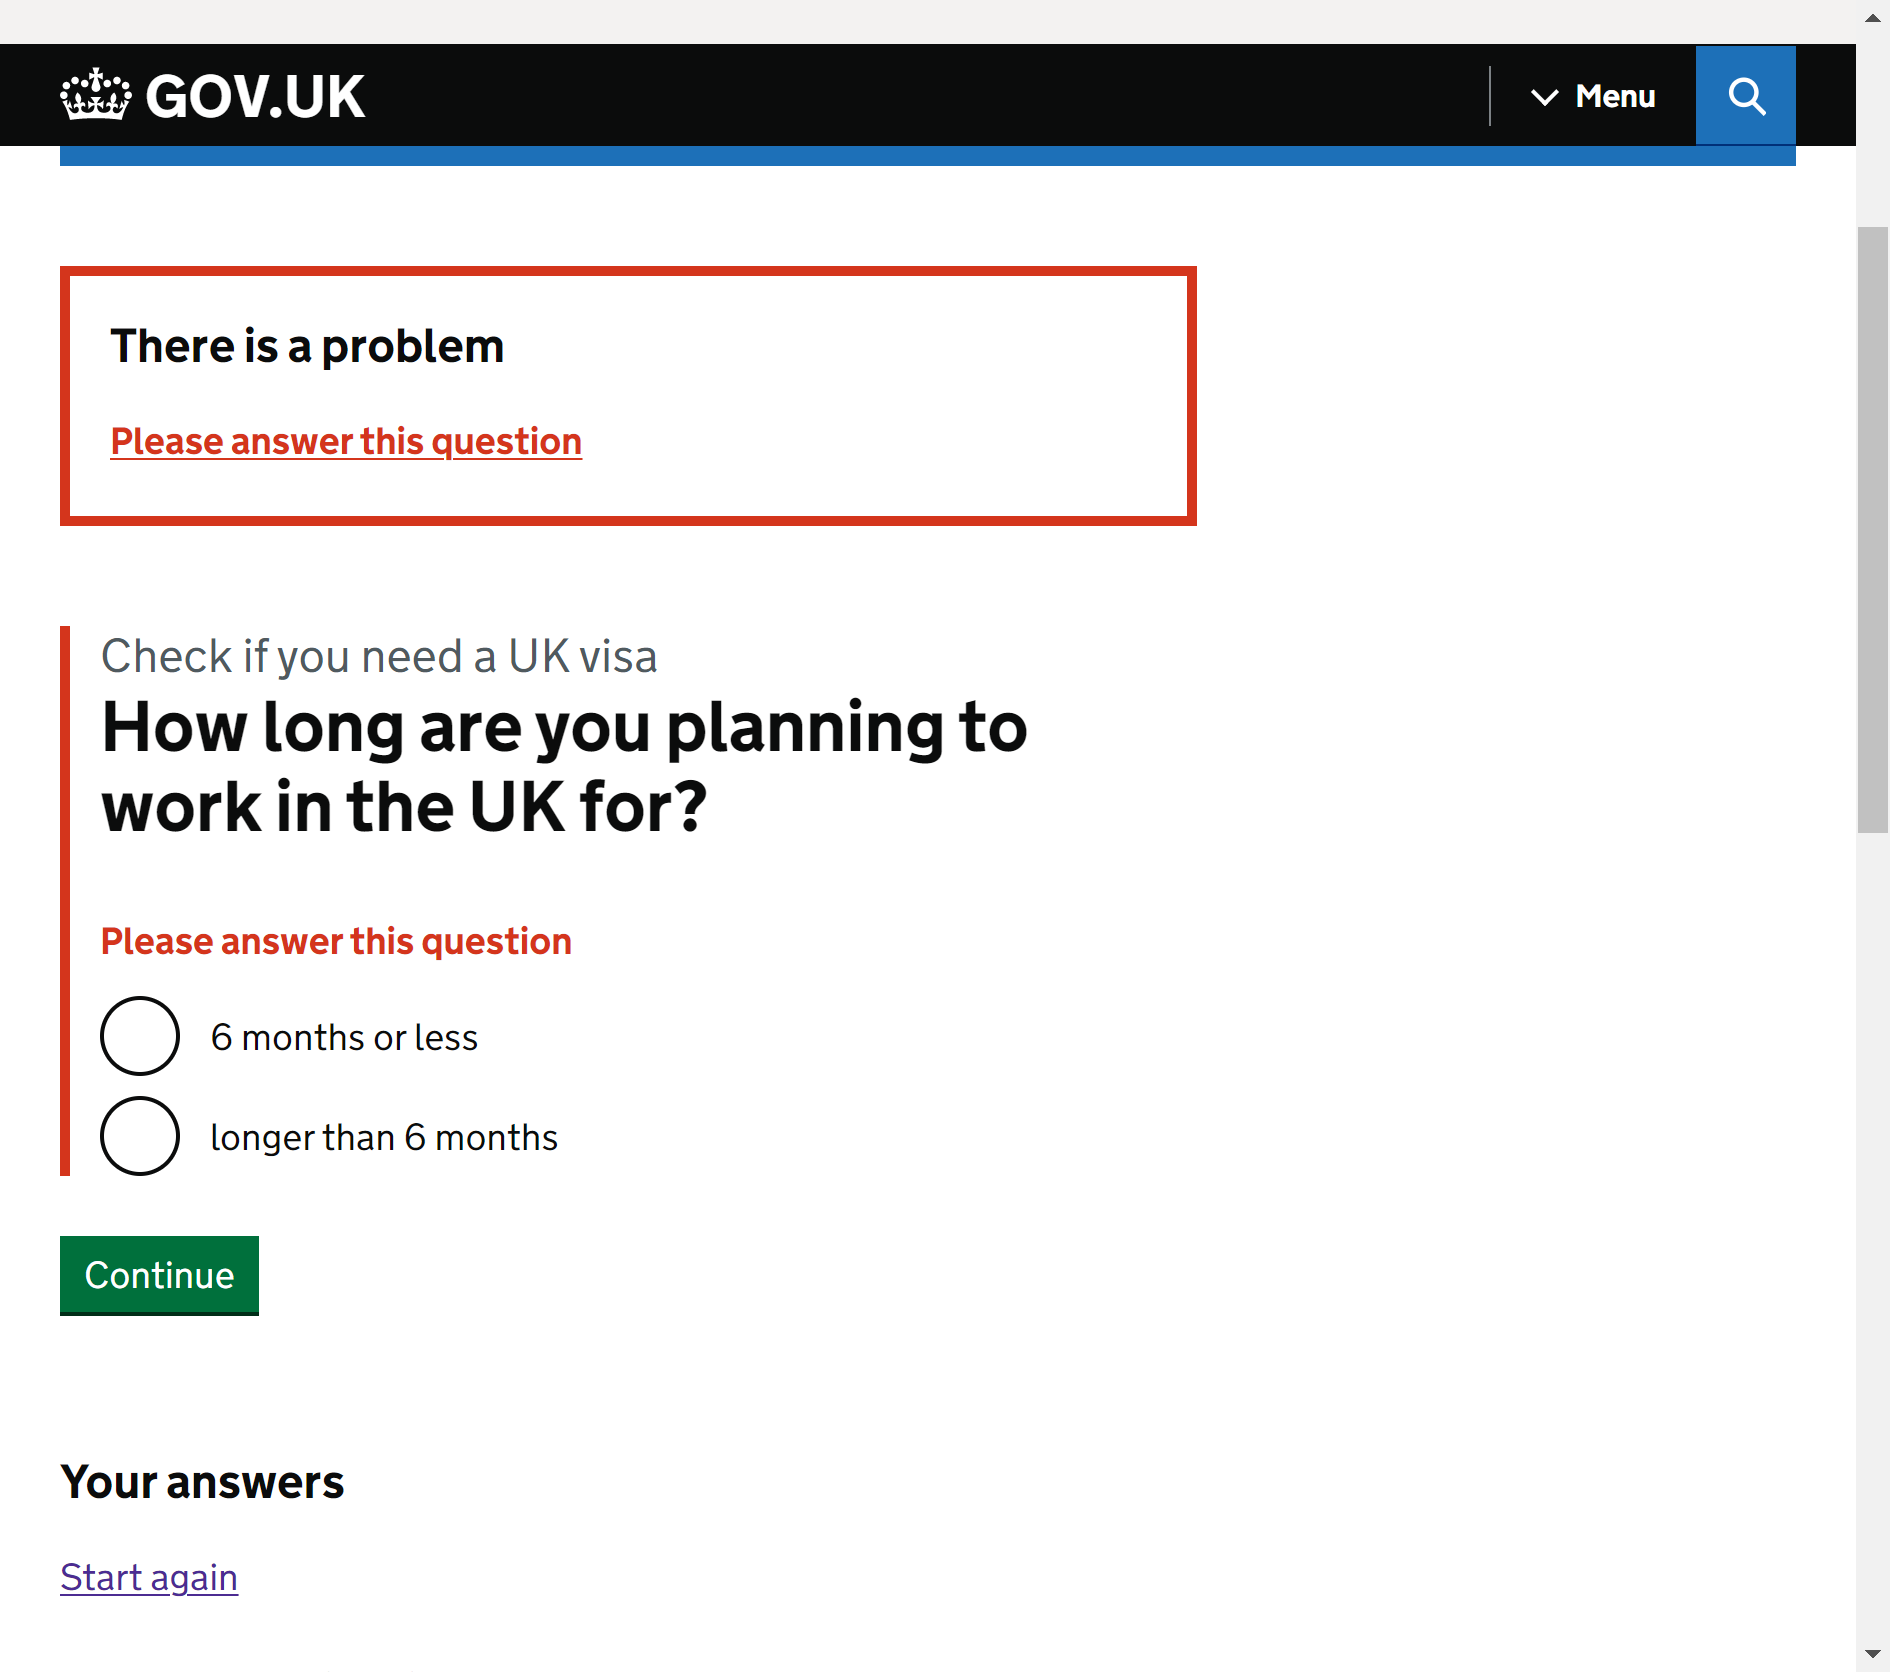 GOV.UK
Menu
There is a problem
Please answer this question
Check if you need a UK visa
How long are you planning to
work in the UK for?
Please answer this question
6 months or less
longer than 6 months
Continue
Your answers
Start again